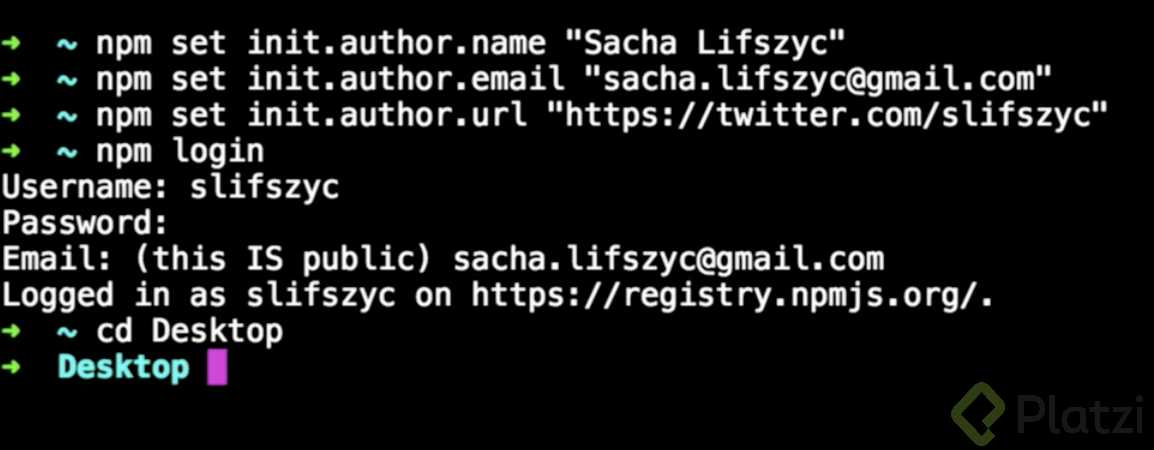 ➜ ~ npm set init.author.name "Sacha Lifszyc"
➜ ~ npm set init.author.email "sacha.lifszyc@gmail.com"
➜ ~ npm set init.author.url "https://twitter.com/slifszyc"
➜ ~ npm login
Username: slifszyc
Password:
Email: (this IS public) sacha.lifszyc@gmail.com
Logged in as slifszyc on https://registry.npmjs.org/.
➜ ~ cd Desktop
➜ Desktop
Platzi